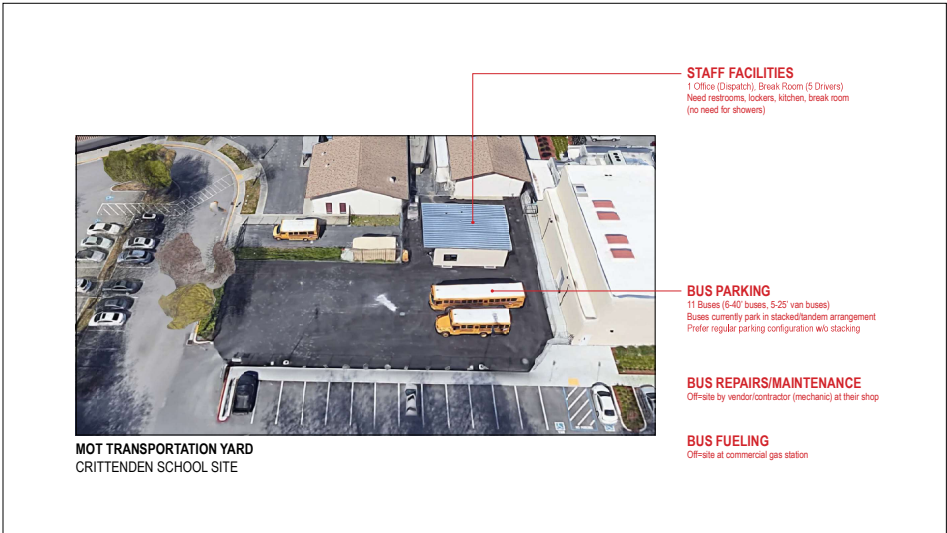 STAFF FACILITIES
1 Office (Dispatch), Break Room (5 Drivers)
Need restrooms, lockers, kitchen, break room
(no need for showers)
BUS PARKING
11 Buses (6-40' buses, 5-25' van buses)
Buses currently park in stacked/tandem arrangement
Prefer regular parking configuration w/o stacking
BUS REPAIRS/MAINTENANCE
Off=site by vendor/contractor (mechanic) at their shop
BUS FUELING
Off=site at commercial gas station
MOT TRANSPORTATION YARD
CRITTENDEN SCHOOL SITE